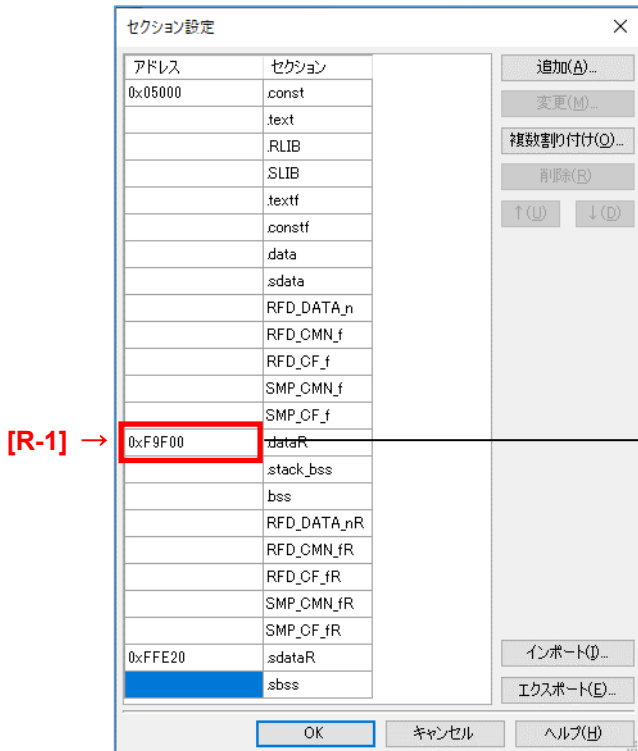 セクション設定
アドレス セクション
0x05000 .const
.text
.RLIB
.SLIB
.textf
.constf
.data
.sdata
RFD_DATA_n
RFD_CMN_f
RFD_CF_f
SMP_CMN_f
SMP_CF_f
[R-1] → 0xF9F00 .dataR
.stack_bss
.bss
RFD_DATA_nR
RFD_CMN_fR
RFD_CF_fR
SMP_CMN_fR
SMP_CF_fR
0xFFE20 .sdataR
.sbss
追加(A)...
変更(M)...
複数割り付け(O)...
削除(R)
↑(U) ↓(D)
インポート(I)...
エクスポート(E)...
OK キャンセル ヘルプ(H)